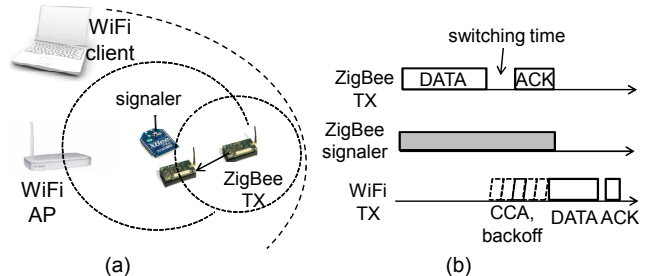 WiFi
client
signaler
WiFi
AP
ZigBee
TX
(a)
switching time
ZigBee
TX
DATA
ACK
ZigBee
signaler
WiFi
TX
CCA,
backoff
DATA
ACK
(b)